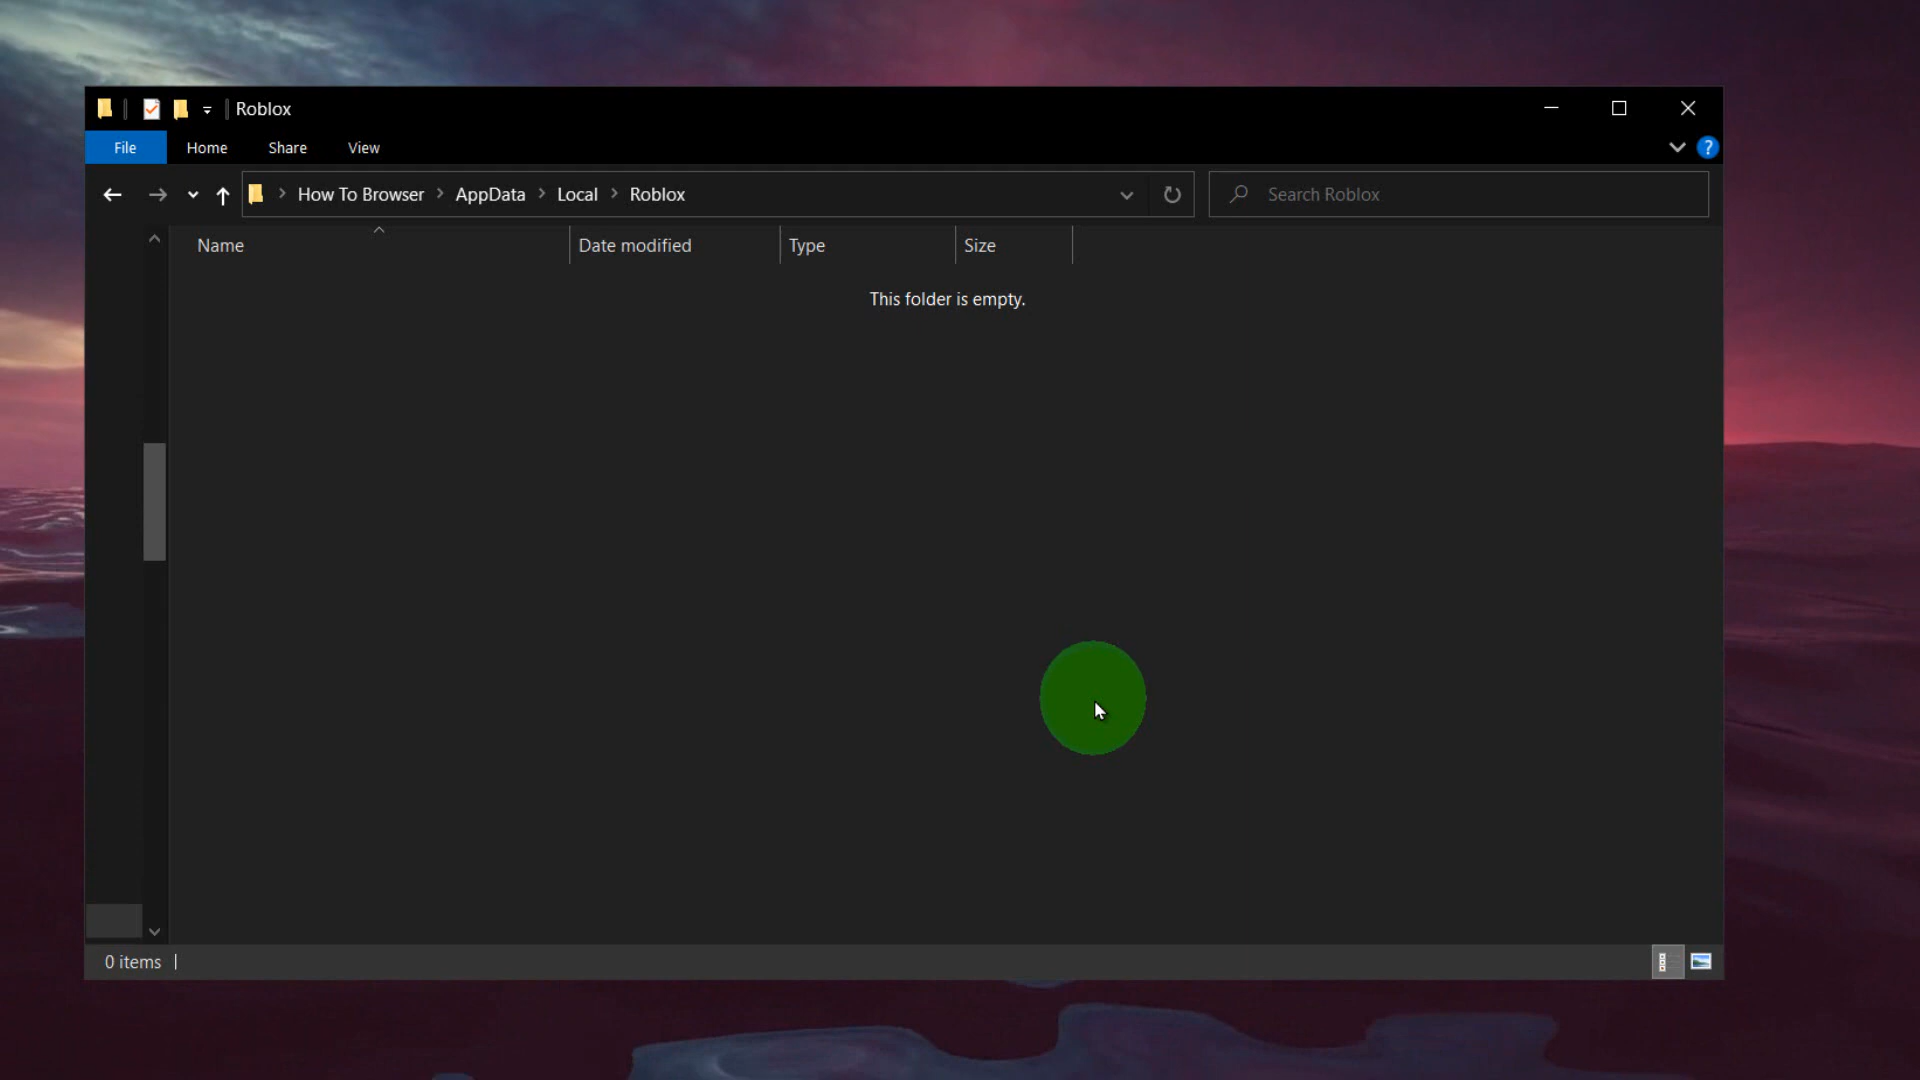 Roblox
File Home Share View ?
How To Browser AppData Local Roblox Search Roblox
Name Date modified Type Size
This folder is empty.
0 items